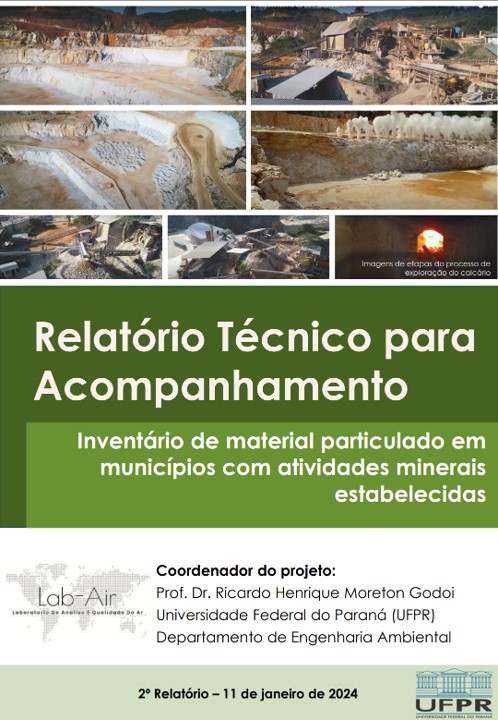 Imagens de etapas do processo de
exploração do calcário
Relatório Técnico para
Acompanhamento
Inventário de material particulado em
municípios com atividades minerais
estabelecidas
Lab-Air
Laboratório De Análise E Qualidade Do Ar
Coordenador do projeto:
Prof. Dr. Ricardo Henrique Moreton Godoi
Universidade Federal do Paraná (UFPR)
Departamento de Engenharia Ambiental
2º Relatório – 11 de janeiro de 2024
UFPR
UNIVERSIDADE FEDERAL DO PARANÁ